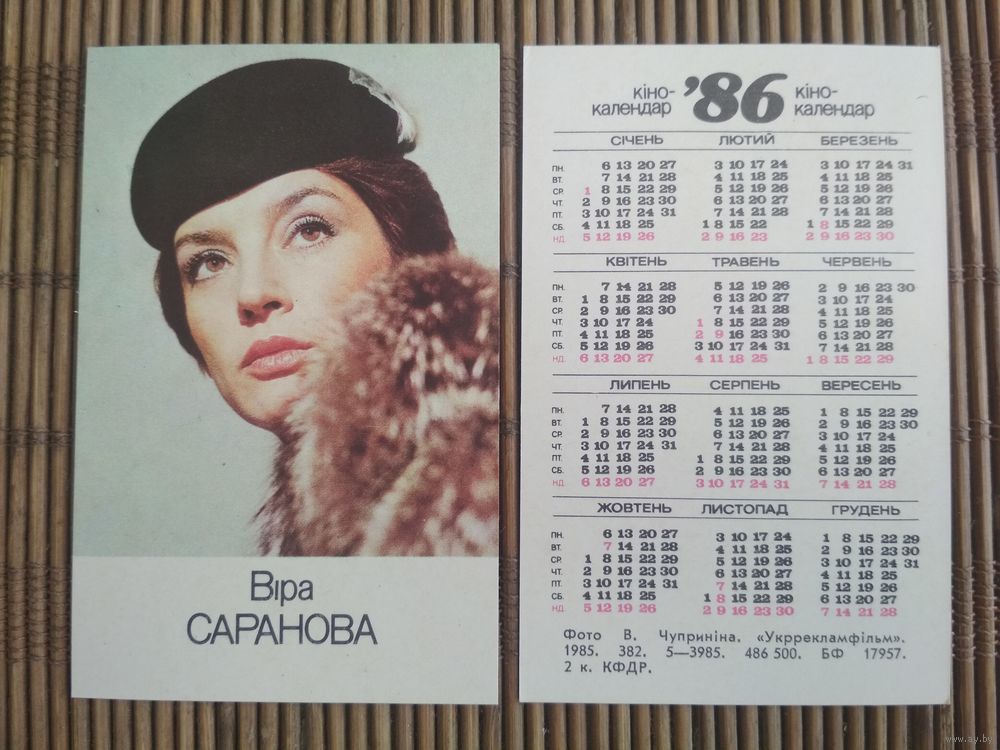 Віра
САРАНОВА
кіно-
календар
'86
кіно-
календар
СІЧЕНЬ ЛЮТИЙ БЕРЕЗЕНЬ
ПН. 6 13 20 27 3 10 17 24 3 10 17 24 31
ВТ. 7 14 21 28 4 11 18 25 4 11 18 25
СР. 1 8 15 22 29 5 12 19 26 5 12 19 26
ЧТ. 2 9 16 23 30 6 13 20 27 6 13 20 27
ПТ. 3 10 17 24 31 7 14 21 28 7 14 21 28
СБ. 4 11 18 25 1 8 15 22 1 8 15 22 29
НД. 5 12 19 26 2 9 16 23 2 9 16 23 30
КВІТЕНЬ ТРАВЕНЬ ЧЕРВЕНЬ
ПН. 7 14 21 28 5 12 19 26 2 9 16 23 30
ВТ. 1 8 15 22 29 6 13 20 27 3 10 17 24
СР. 2 9 16 23 30 7 14 21 28 4 11 18 25
ЧТ. 3 10 17 24 1 8 15 22 29 5 12 19 26
ПТ. 4 11 18 25 2 9 16 23 30 6 13 20 27
СБ. 5 12 19 26 3 10 17 24 31 7 14 21 28
НД. 6 13 20 27 4 11 18 25 1 8 15 22 29
ЛИПЕНЬ СЕРПЕНЬ ВЕРЕСЕНЬ
ПН. 7 14 21 28 4 11 18 25 1 8 15 22 29
ВТ. 1 8 15 22 29 5 12 19 26 2 9 16 23 30
СР. 2 9 16 23 30 6 13 20 27 3 10 17 24
ЧТ. 3 10 17 24 31 7 14 21 28 4 11 18 25
ПТ. 4 11 18 25 1 8 15 22 29 5 12 19 26
СБ. 5 12 19 26 2 9 16 23 30 6 13 20 27
НД. 6 13 20 27 3 10 17 24 31 7 14 21 28
ЖОВТЕНЬ ЛИСТОПАД ГРУДЕНЬ
ПН. 6 13 20 27 3 10 17 24 1 8 15 22 29
ВТ. 7 14 21 28 4 11 18 25 2 9 16 23 30
СР. 1 8 15 22 29 5 12 19 26 3 10 17 24 31
ЧТ. 2 9 16 23 30 6 13 20 27 4 11 18 25
ПТ. 3 10 17 24 31 7 14 21 28 5 12 19 26
СБ. 4 11 18 25 1 8 15 22 29 6 13 20 27
НД. 5 12 19 26 2 9 16 23 30 7 14 21 28
Фото В. Чуприніна. «Укррекламфільм».
1985. 382. 5—3985. 486 500. БФ 17957.
2 к. КФДР.
www.ay.by